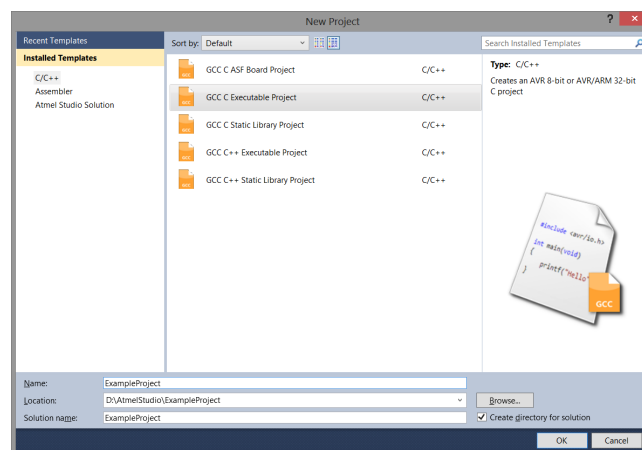 New Project
?
Recent Templates
Sort by: Default
Search Installed Templates
Installed Templates
C/C++
Assembler
Atmel Studio Solution
GCC C ASF Board Project C/C++
GCC C Executable Project C/C++
GCC C Static Library Project C/C++
GCC C++ Executable Project C/C++
GCC C++ Static Library Project C/C++
Type: C/C++
Creates an AVR 8-bit or AVR/ARM 32-bit
C project
#include <avr/io.h>
int main(void)
{
printf("Hello"
}
GCC
Name: ExampleProject
Location: D:\AtmelStudio\ExampleProject
Browse...
Solution name: ExampleProject
Create directory for solution
OK Cancel